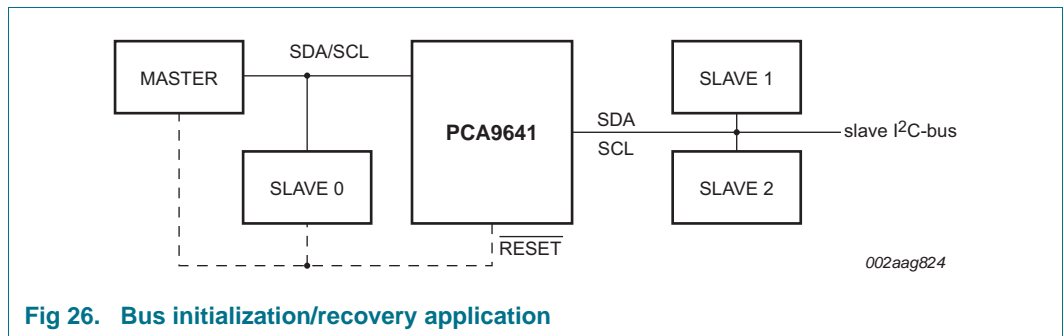 SDA/SCL
MASTER
SLAVE 1
PCA9641
SDA
SCL
slave I²C-bus
SLAVE 0
SLAVE 2
RESET
002aag824
Fig 26. Bus initialization/recovery application